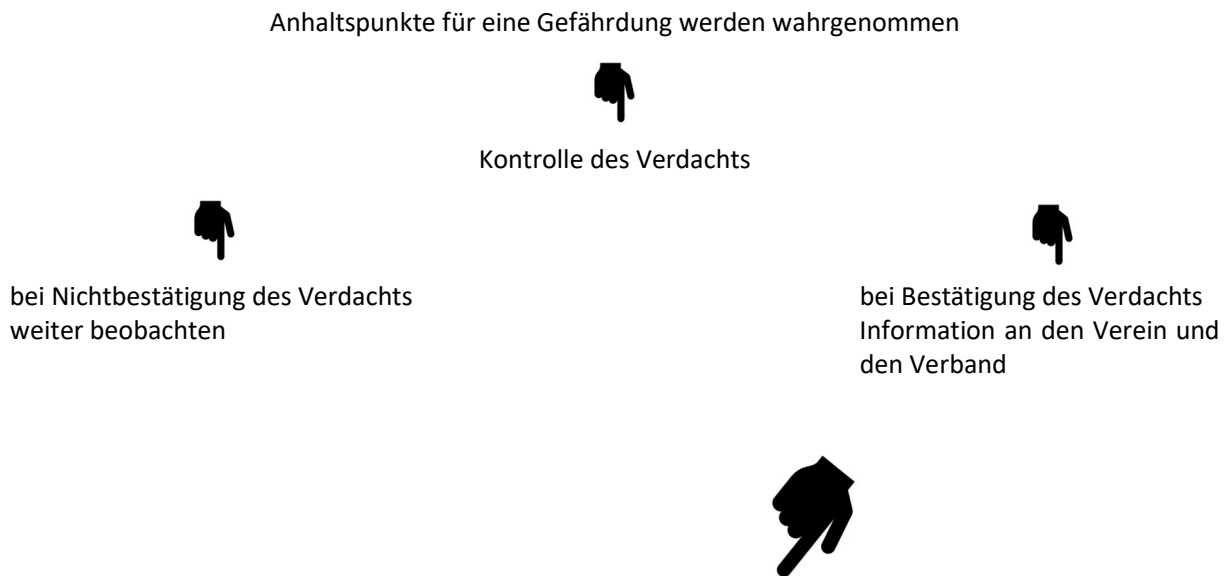 Anhaltspunkte für eine Gefährdung werden wahrgenommen
Kontrolle des Verdachts
bei Nichtbestätigung des Verdachts
weiter beobachten
bei Bestätigung des Verdachts
Information an den Verein und
den Verband